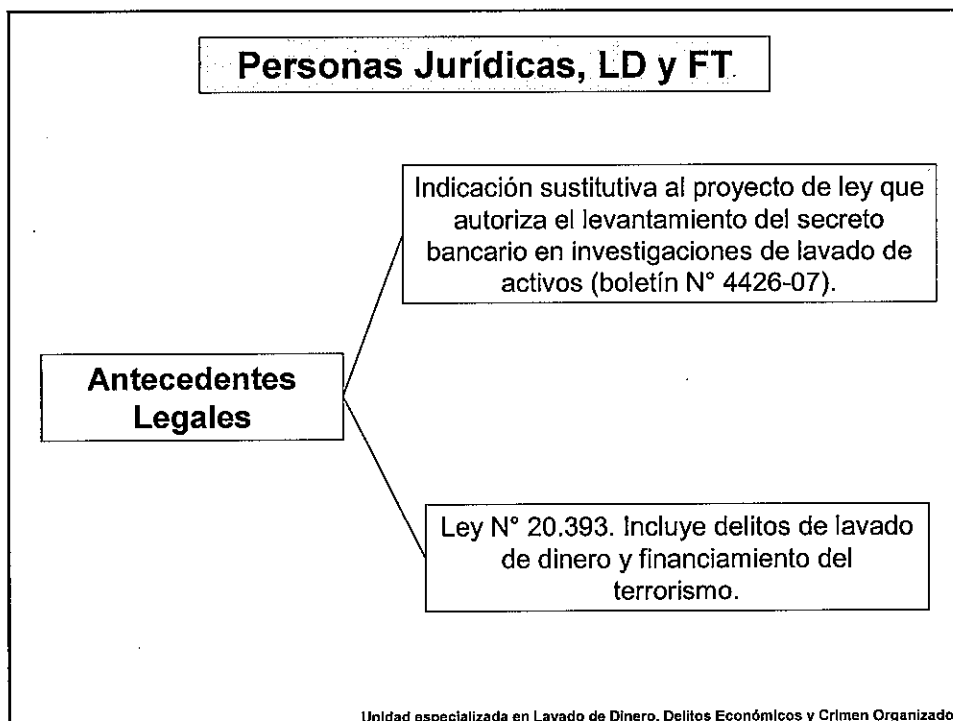 Personas Jurídicas, LD y FT
Indicación sustitutiva al proyecto de ley que
autoriza el levantamiento del secreto
bancario en investigaciones de lavado de
activos (boletín N° 4426-07).
Antecedentes
Legales
Ley N° 20.393. Incluye delitos de lavado
de dinero y financiamiento del
terrorismo.
Unidad especializada en Lavado de Dinero, Delitos Económicos y Crimen Organizado